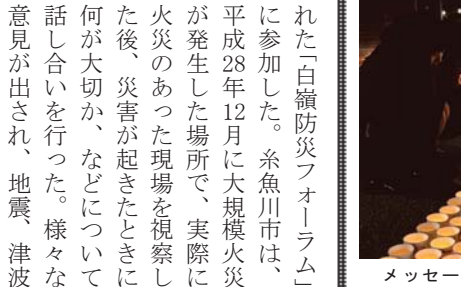 れた「白嶺防災フォーラム」
に参加した。糸魚川市は、
平成28年12月に大規模火災
が発生した場所で、実際に
火災のあった現場を視察し
た後、災害が起きたときに
何が大切か、などについて
話し合いを行った。様々な
意見が出され、地震、津波
メッセー